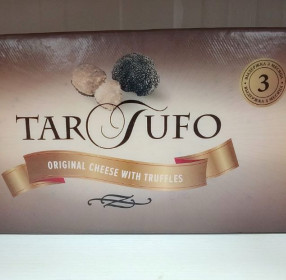 TARTUFO
ORIGINAL CHEESE WITH TRUFFLES
3